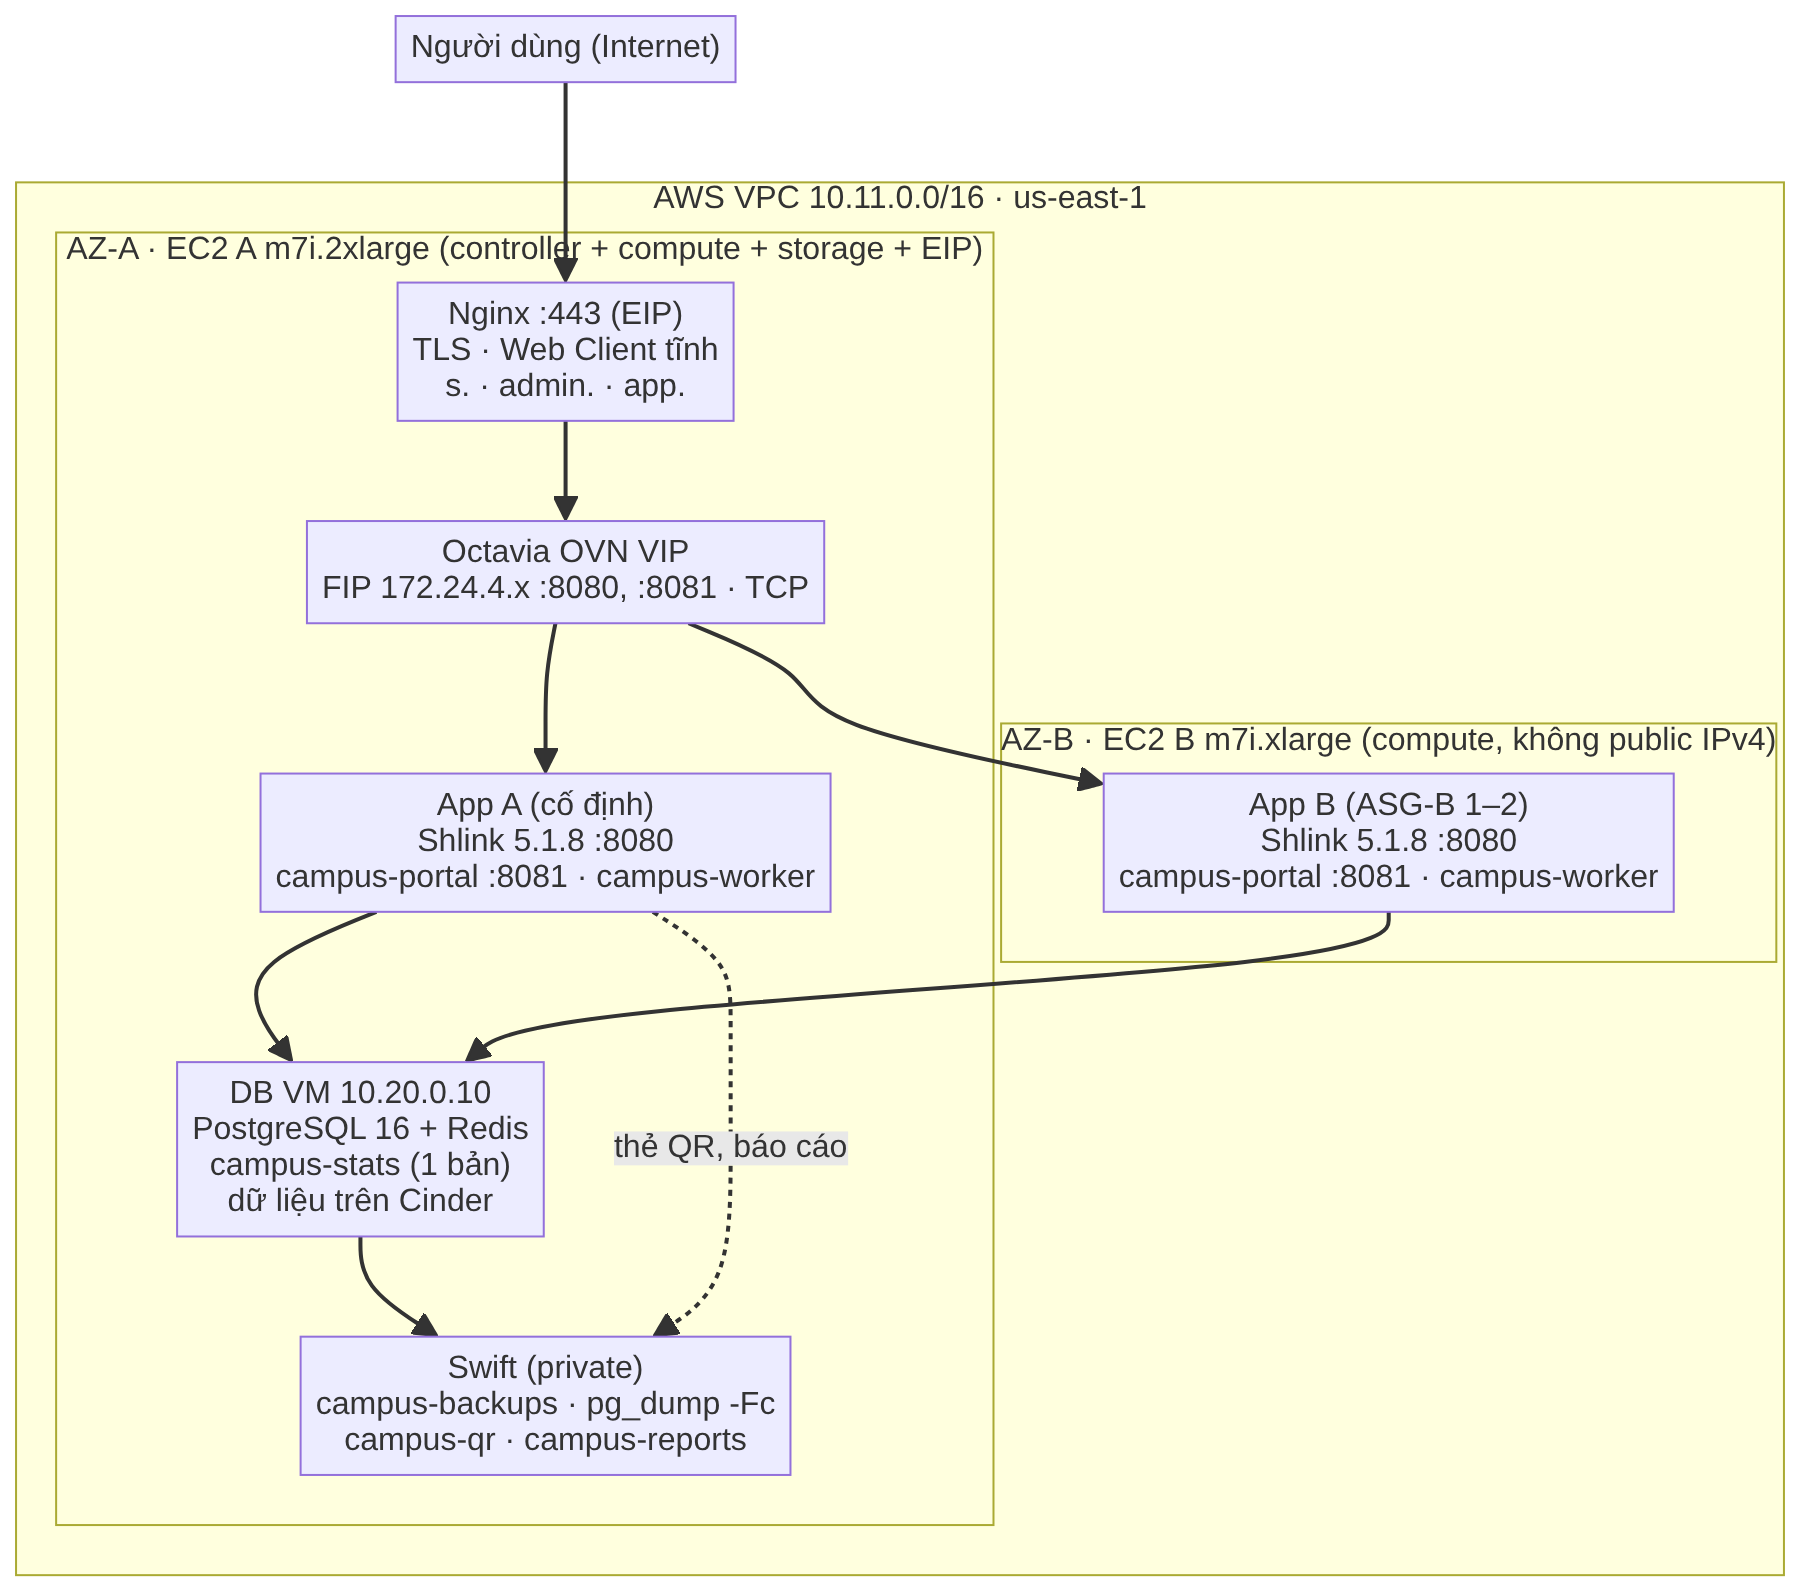 Người dùng (Internet)
AWS VPC 10.11.0.0/16 · us-east-1
AZ-A · EC2 A m7i.2xlarge (controller + compute + storage + EIP)
Nginx :443 (EIP)
TLS · Web Client tĩnh
s. · admin. · app.
Octavia OVN VIP
FIP 172.24.4.x :8080, :8081 · TCP
AZ-B · EC2 B m7i.xlarge (compute, không public IPv4)
App A (cố định)
Shlink 5.1.8 :8080
campus-portal :8081 · campus-worker
App B (ASG-B 1–2)
Shlink 5.1.8 :8080
campus-portal :8081 · campus-worker
DB VM 10.20.0.10
PostgreSQL 16 + Redis
campus-stats (1 bản)
dữ liệu trên Cinder
thẻ QR, báo cáo
Swift (private)
campus-backups · pg_dump -Fc
campus-qr · campus-reports